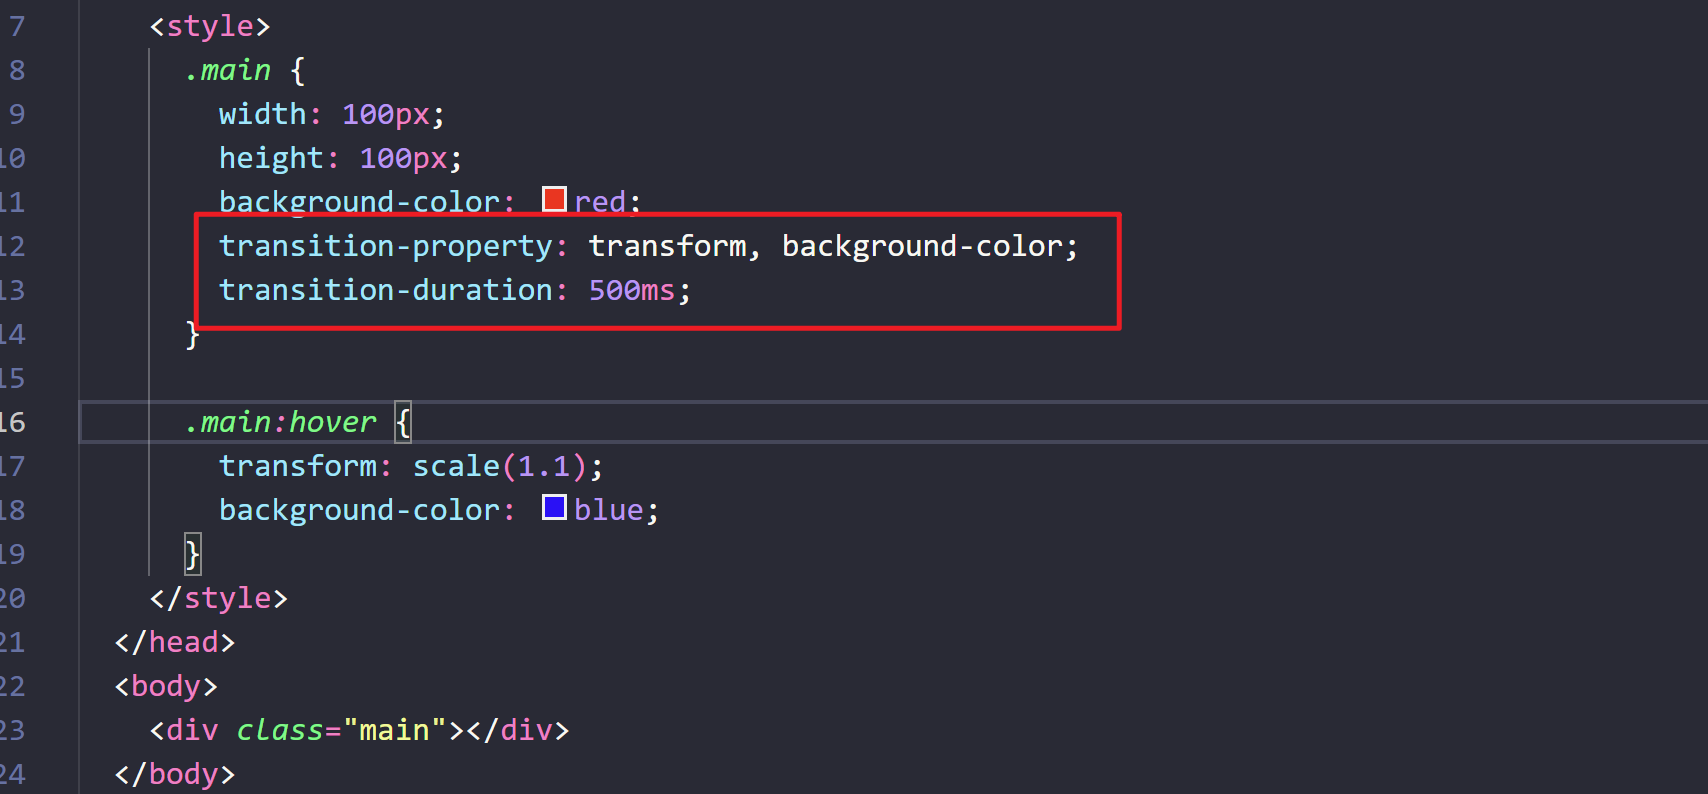 7 <style>
8 .main {
9 width: 100px;
10 height: 100px;
11 background-color: red;
12 transition-property: transform, background-color;
13 transition-duration: 500ms;
14 }
15
16 .main:hover {
17 transform: scale(1.1);
18 background-color: blue;
19 }
20 </style>
21 </head>
22 <body>
23 <div class="main"></div>
24 </body>